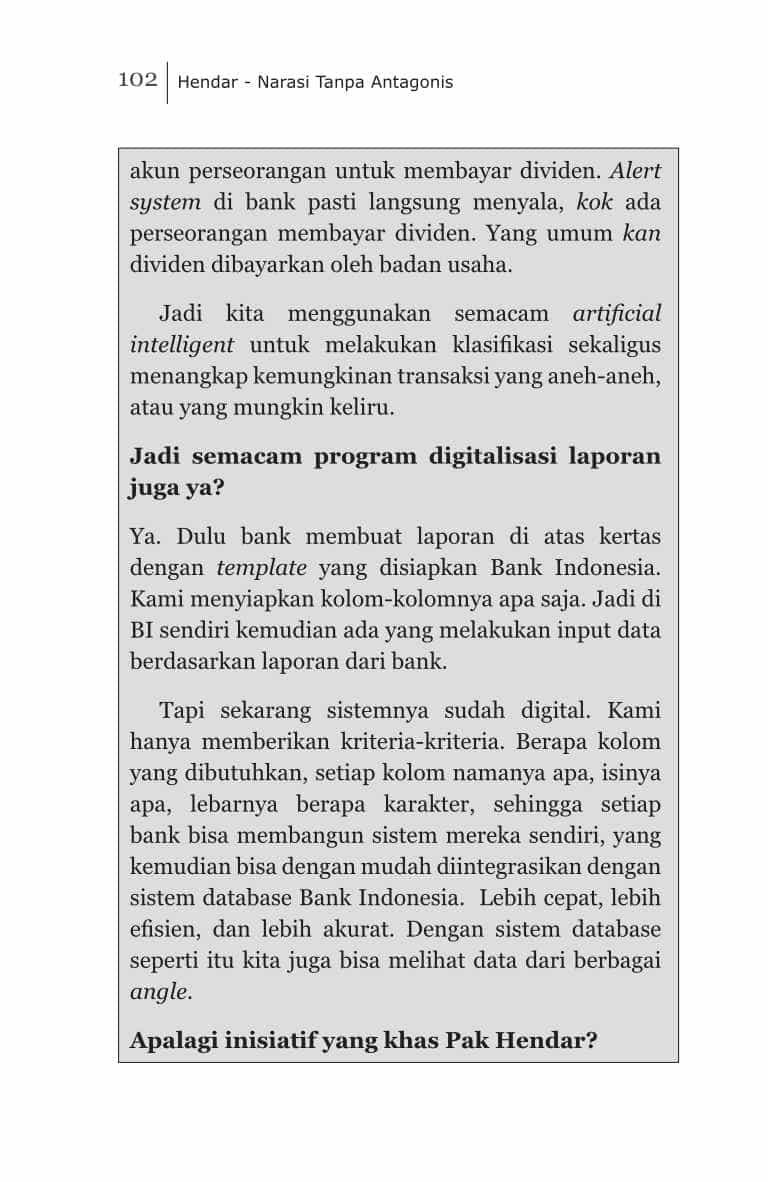 102 Hendar - Narasi Tanpa Antagonis
akun perseorangan untuk membayar dividen. Alert
system di bank pasti langsung menyala, kok ada
perseorangan membayar dividen. Yang umum kan
dividen dibayarkan oleh badan usaha.
Jadi kita menggunakan semacam artificial
intelligent untuk melakukan klasifikasi sekaligus
menangkap kemungkinan transaksi yang aneh-aneh,
atau yang mungkin keliru.
Jadi semacam program digitalisasi laporan
juga ya?
Ya. Dulu bank membuat laporan di atas kertas
dengan template yang disiapkan Bank Indonesia.
Kami menyiapkan kolom-kolomnya apa saja. Jadi di
BI sendiri kemudian ada yang melakukan input data
berdasarkan laporan dari bank.
Tapi sekarang sistemnya sudah digital. Kami
hanya memberikan kriteria-kriteria. Berapa kolom
yang dibutuhkan, setiap kolom namanya apa, isinya
apa, lebarnya berapa karakter, sehingga setiap
bank bisa membangun sistem mereka sendiri, yang
kemudian bisa dengan mudah diintegrasikan dengan
sistem database Bank Indonesia.  Lebih cepat, lebih
efisien, dan lebih akurat. Dengan sistem database
seperti itu kita juga bisa melihat data dari berbagai
angle.
Apalagi inisiatif yang khas Pak Hendar?